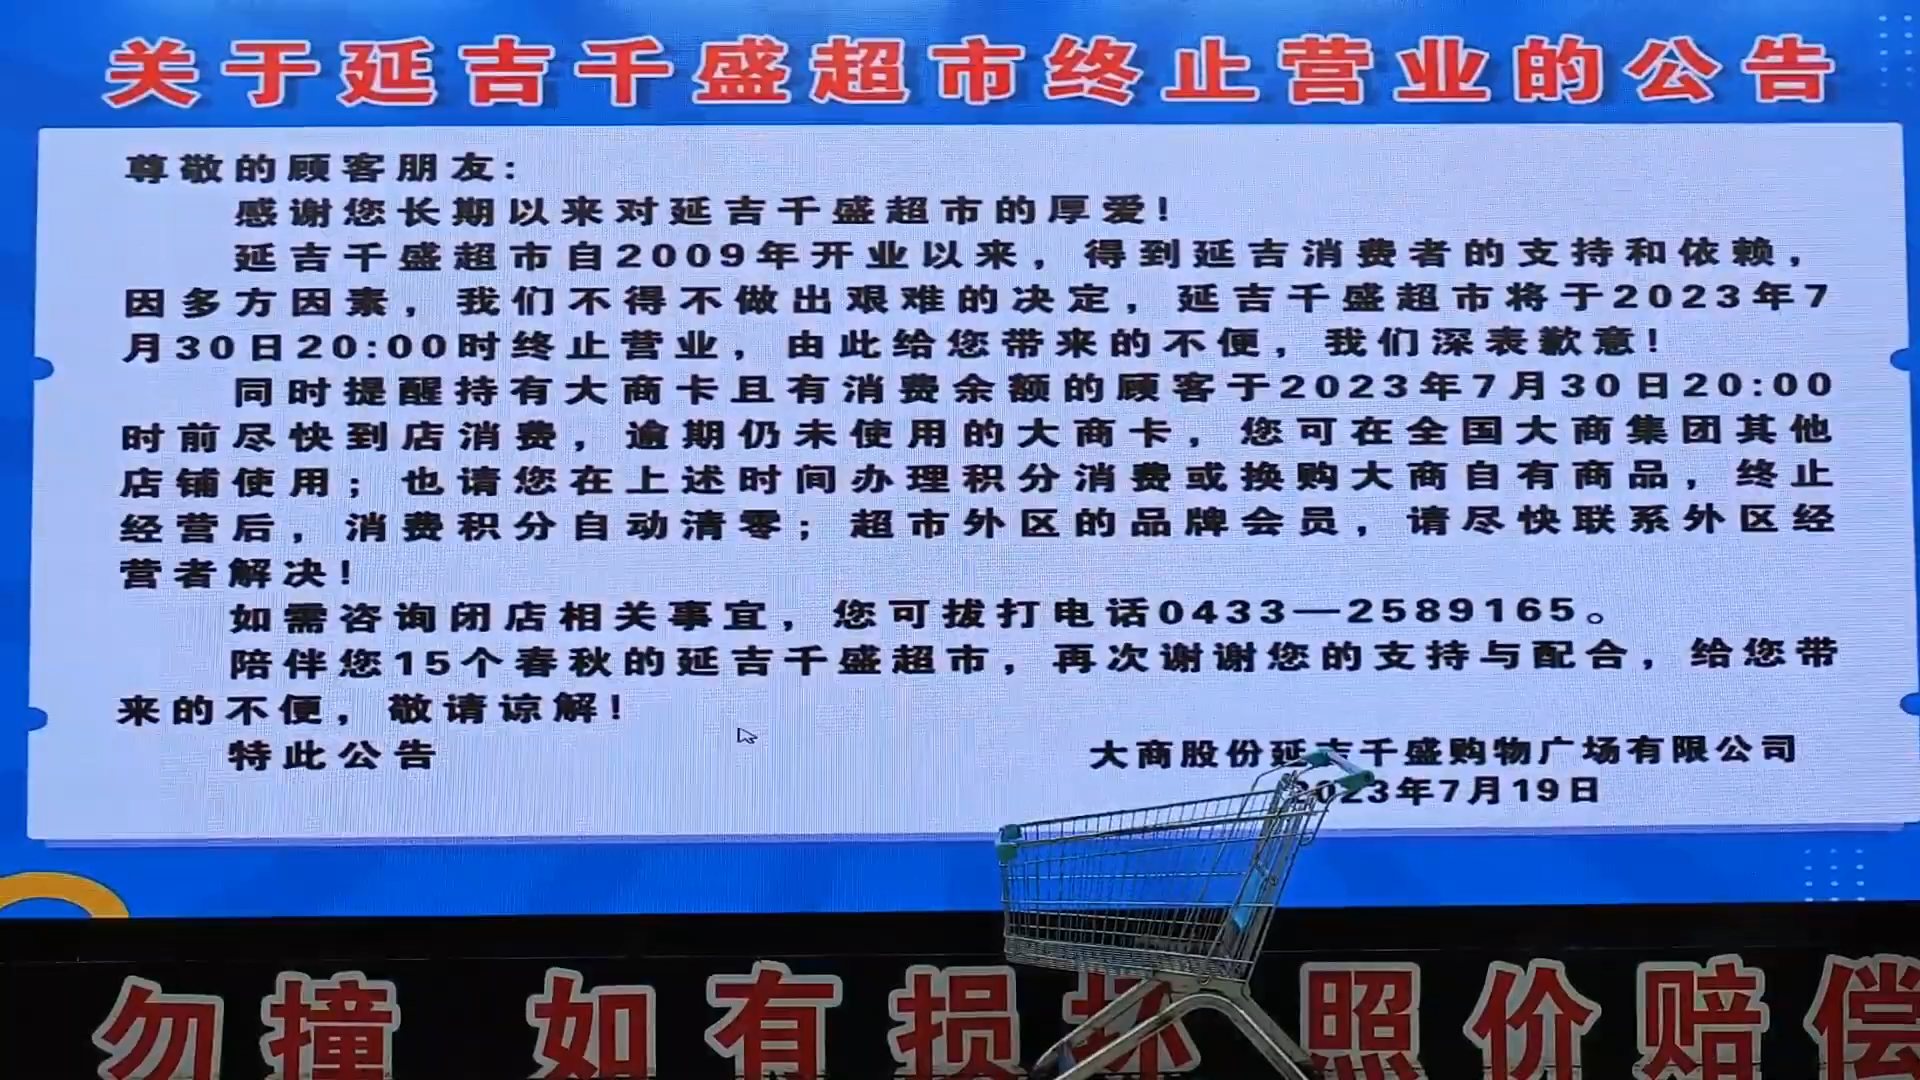 关于延吉千盛超市终止营业的公告
尊敬的顾客朋友：
感谢您长期以来对延吉千盛超市的厚爱！
延吉千盛超市自2009年开业以来，得到延吉消费者的支持和依赖，
因多方因素，我们不得不做出艰难的决定，延吉千盛超市将于2023年7
月30日20:00时终止营业，由此给您带来的不便，我们深表歉意！
同时提醒持有大商卡且有消费余额的顾客于2023年7月30日20:00
时前尽快到店消费，逾期仍未使用的大商卡，您可在全国大商集团其他
店铺使用；也请您在上述时间办理积分消费或换购大商自有商品，终止
经营后，消费积分自动清零；超市外区的品牌会员，请尽快联系外区经
营者解决！
如需咨询闭店相关事宜，您可拔打电话0433—2589165。
陪伴您15个春秋的延吉千盛超市，再次谢谢您的支持与配合，给您带
来的不便，敬请谅解！
特此公告
大商股份延吉千盛购物广场有限公司
2023年7月19日
勿撞 如有损坏 照价赔偿